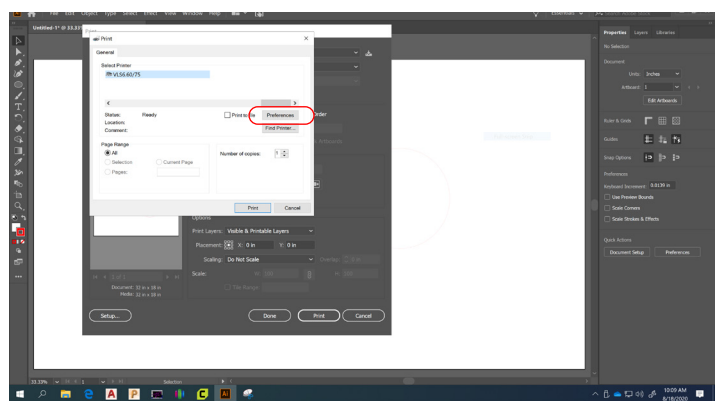 File Edit Object Type Select Effect View Window Help
Essentials
Untitled-1* @ 33.33%
Print
General
Select Printer
VLS6.60/75
Status: Ready
Location:
Comment:
Print to file
Preferences
Find Printer...
Page Range
All
Selection
Current Page
Pages:
Number of copies: 1
Print
Cancel
Options
Print Layers: Visible & Printable Layers
Placement: X: 0 in Y: 0 in
Scaling: Do Not Scale
Scale:
Tile Range
Document: 32 in x 18 in
Media: 32 in x 18 in
Setup...
Done
Print
Cancel
Properties Layers Libraries
No Selection
Document
Units: Inches
Artboard: 1
Edit Artboards
Ruler & Grids
Guides
Snap Options
Preferences
Keyboard Increment: 0.0139 in
Use Preview Bounds
Scale Corners
Scale Strokes & Effects
Quick Actions
Document Setup
Preferences
33.33%
1
Selection
10:09 AM
8/18/2020